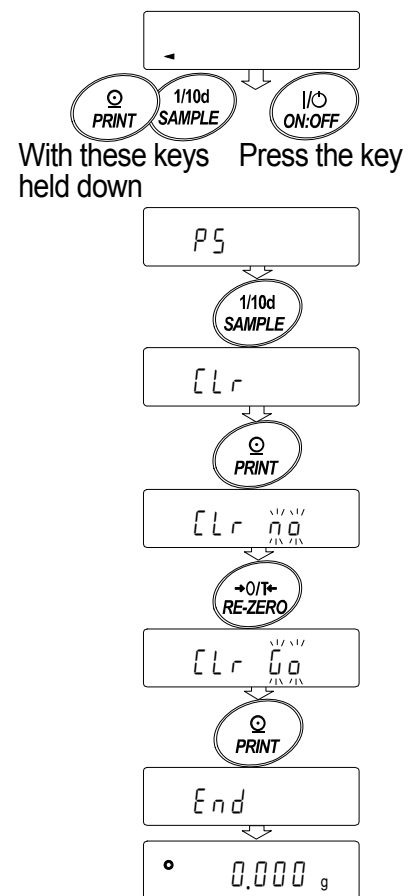 1/10d I/⏻
PRINT SAMPLE ON:OFF
With these keys Press the key
held down
PS
1/10d
SAMPLE
CLr
PRINT
CLr no
→0/T←
RE-ZERO
CLr Go
PRINT
End
0.000 g